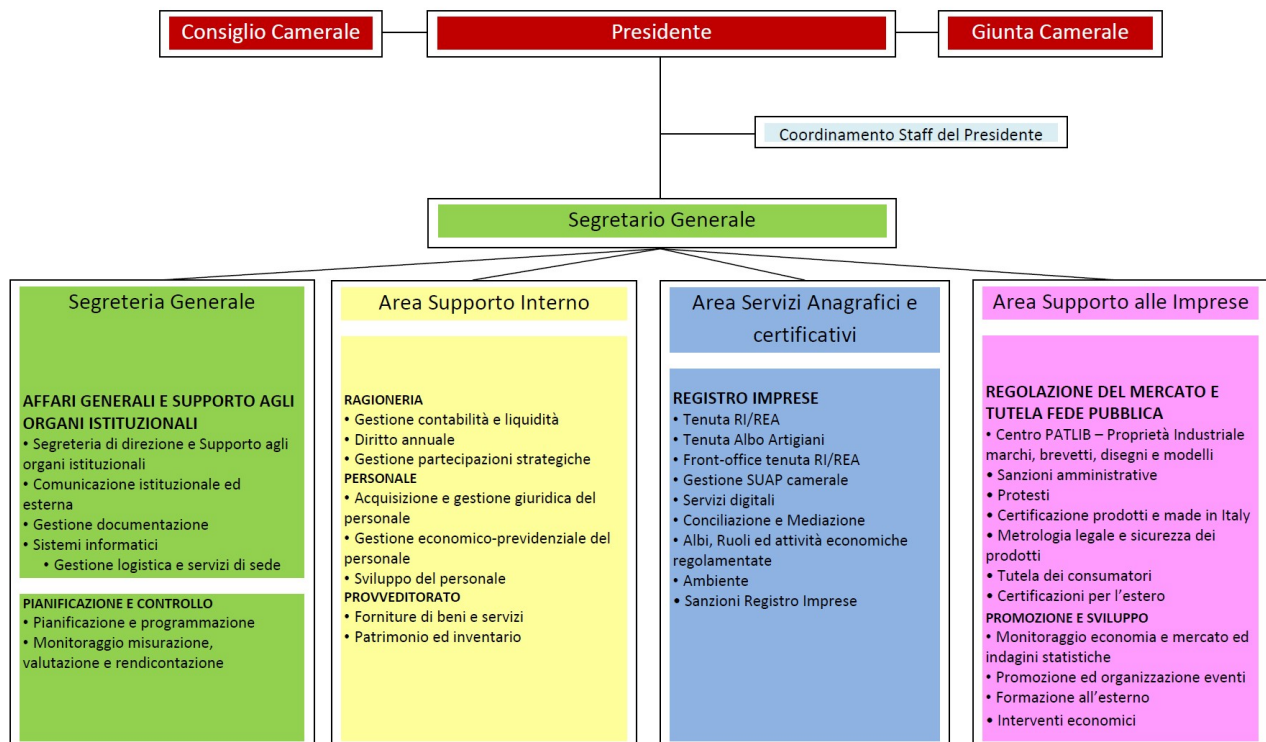 Consiglio Camerale
Presidente
Giunta Camerale
Coordinamento Staff del Presidente
Segretario Generale
Segreteria Generale
AFFARI GENERALI E SUPPORTO AGLI
ORGANI ISTITUZIONALI
• Segreteria di direzione e Supporto agli
organi istituzionali
• Comunicazione istituzionale ed
esterna
• Gestione documentazione
• Sistemi informatici
• Gestione logistica e servizi di sede
PIANIFICAZIONE E CONTROLLO
• Pianificazione e programmazione
• Monitoraggio misurazione,
valutazione e rendicontazione
Area Supporto Interno
RAGIONERIA
• Gestione contabilità e liquidità
• Diritto annuale
• Gestione partecipazioni strategiche
PERSONALE
• Acquisizione e gestione giuridica del
personale
• Gestione economico-previdenziale del
personale
• Sviluppo del personale
PROVVEDITORATO
• Forniture di beni e servizi
• Patrimonio ed inventario
Area Servizi Anagrafici e
certificativi
REGISTRO IMPRESE
• Tenuta RI/REA
• Tenuta Albo Artigiani
• Front-office tenuta RI/REA
• Gestione SUAP camerale
• Servizi digitali
• Conciliazione e Mediazione
• Albi, Ruoli ed attività economiche
regolamentate
• Ambiente
• Sanzioni Registro Imprese
Area Supporto alle Imprese
REGOLAZIONE DEL MERCATO E
TUTELA FEDE PUBBLICA
• Centro PATLIB – Proprietà Industriale
marchi, brevetti, disegni e modelli
• Sanzioni amministrative
• Protesti
• Certificazione prodotti e made in Italy
• Metrologia legale e sicurezza dei
prodotti
• Tutela dei consumatori
• Certificazioni per l'estero
PROMOZIONE E SVILUPPO
• Monitoraggio economia e mercato ed
indagini statistiche
• Promozione ed organizzazione eventi
• Formazione all'esterno
• Interventi economici